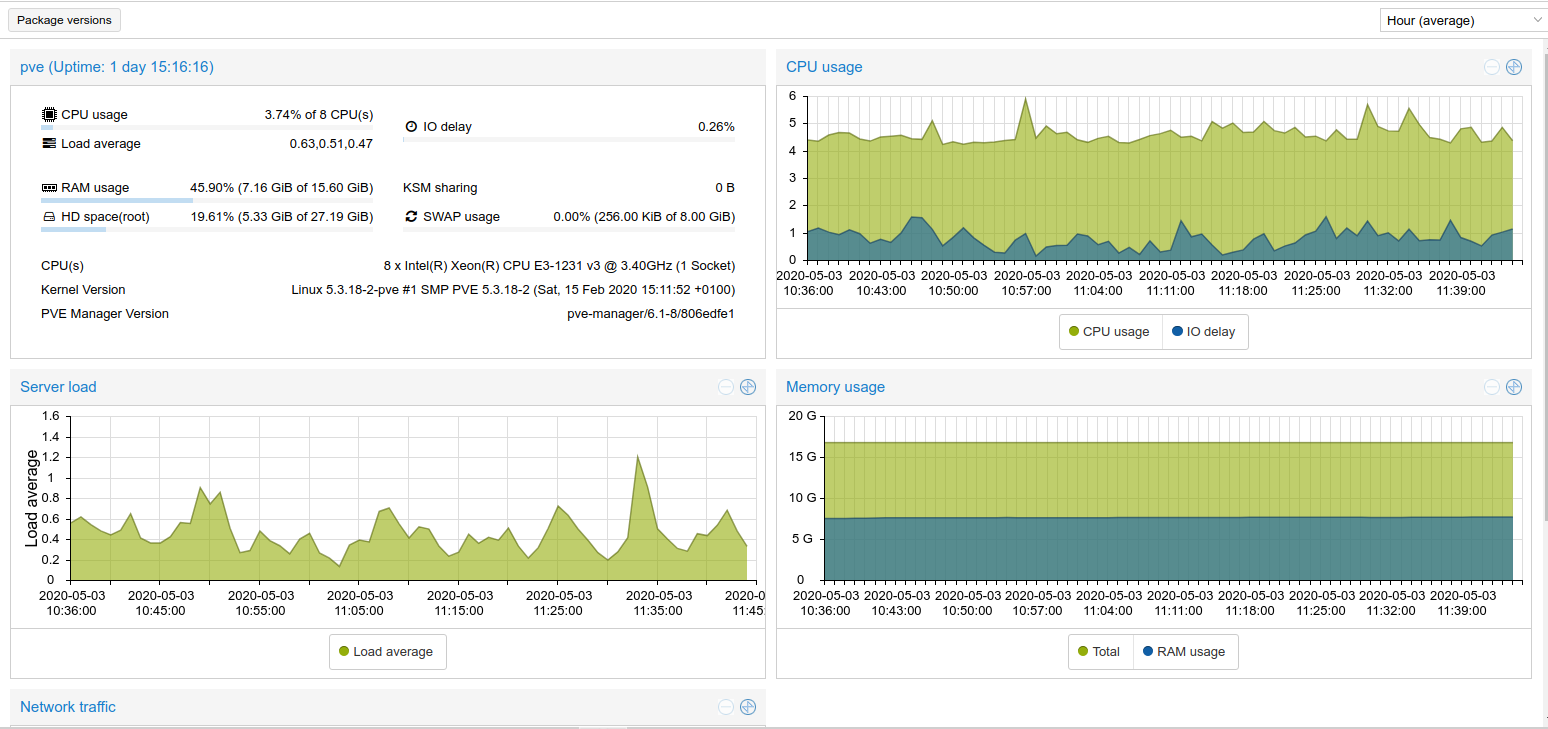 Package versions
Hour (average)
pve (Uptime: 1 day 15:16:16)
CPU usage 3.74% of 8 CPU(s)
IO delay 0.26%
Load average 0.63,0.51,0.47
RAM usage 45.90% (7.16 GiB of 15.60 GiB)
KSM sharing 0 B
HD space(root) 19.61% (5.33 GiB of 27.19 GiB)
SWAP usage 0.00% (256.00 KiB of 8.00 GiB)
CPU(s) 8 x Intel(R) Xeon(R) CPU E3-1231 v3 @ 3.40GHz (1 Socket)
Kernel Version Linux 5.3.18-2-pve #1 SMP PVE 5.3.18-2 (Sat, 15 Feb 2020 15:11:52 +0100)
PVE Manager Version pve-manager/6.1-8/806edfe1
CPU usage
6
5
4
3
2
1
0
2020-05-03 2020-05-03 2020-05-03 2020-05-03 2020-05-03 2020-05-03 2020-05-03 2020-05-03 2020-05-03 2020-05-03
10:36:00 10:43:00 10:50:00 10:57:00 11:04:00 11:11:00 11:18:00 11:25:00 11:32:00 11:39:00
CPU usage IO delay
Server load
Load average
1.6
1.4
1.2
1
0.8
0.6
0.4
0.2
0
2020-05-03 2020-05-03 2020-05-03 2020-05-03 2020-05-03 2020-05-03 2020-05-03 2020-0
10:36:00 10:45:00 10:55:00 11:05:00 11:15:00 11:25:00 11:35:00 11:45:
Load average
Memory usage
20 G
15 G
10 G
5 G
0
2020-05-03 2020-05-03 2020-05-03 2020-05-03 2020-05-03 2020-05-03 2020-05-03 2020-05-03 2020-05-03 2020-05-03
10:36:00 10:43:00 10:50:00 10:57:00 11:04:00 11:11:00 11:18:00 11:25:00 11:32:00 11:39:00
Total RAM usage
Network traffic